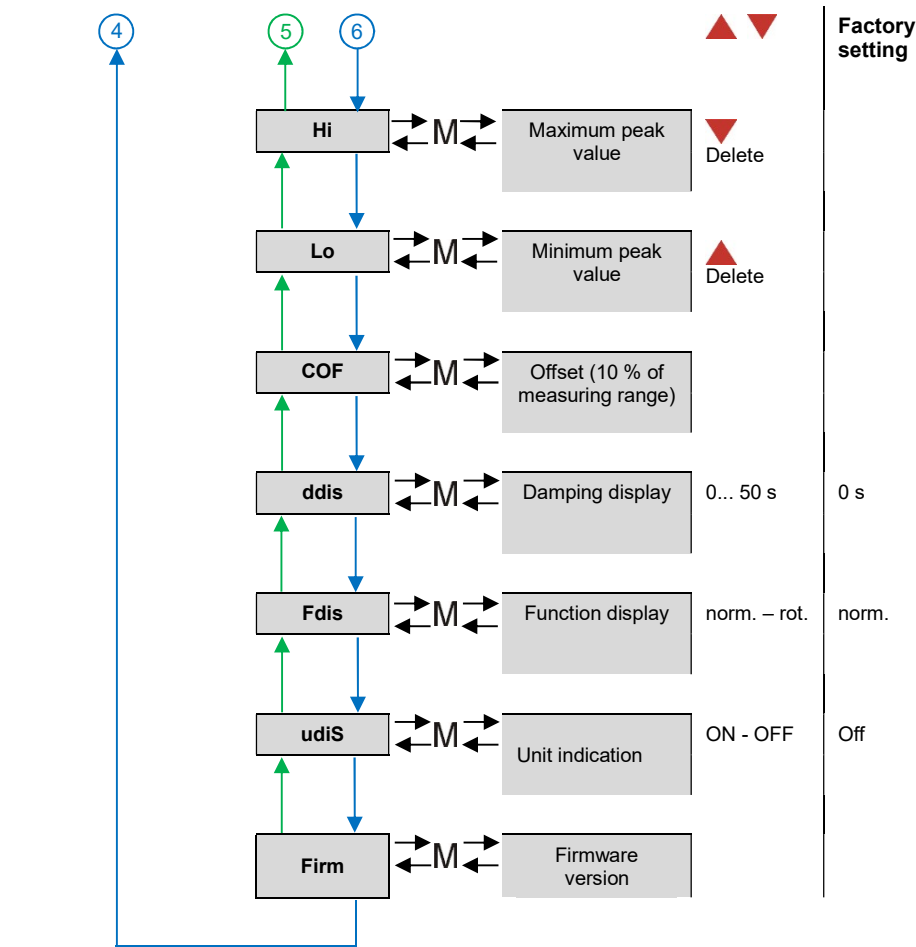 4
5
6
Factory
setting
Hi
M
Maximum peak
value
Delete
Lo
M
Minimum peak
value
Delete
COF
M
Offset (10 % of
measuring range)
ddis
M
Damping display
0... 50 s
0 s
Fdis
M
Function display
norm. – rot.
norm.
udiS
M
Unit indication
ON - OFF
Off
Firm
M
Firmware
version